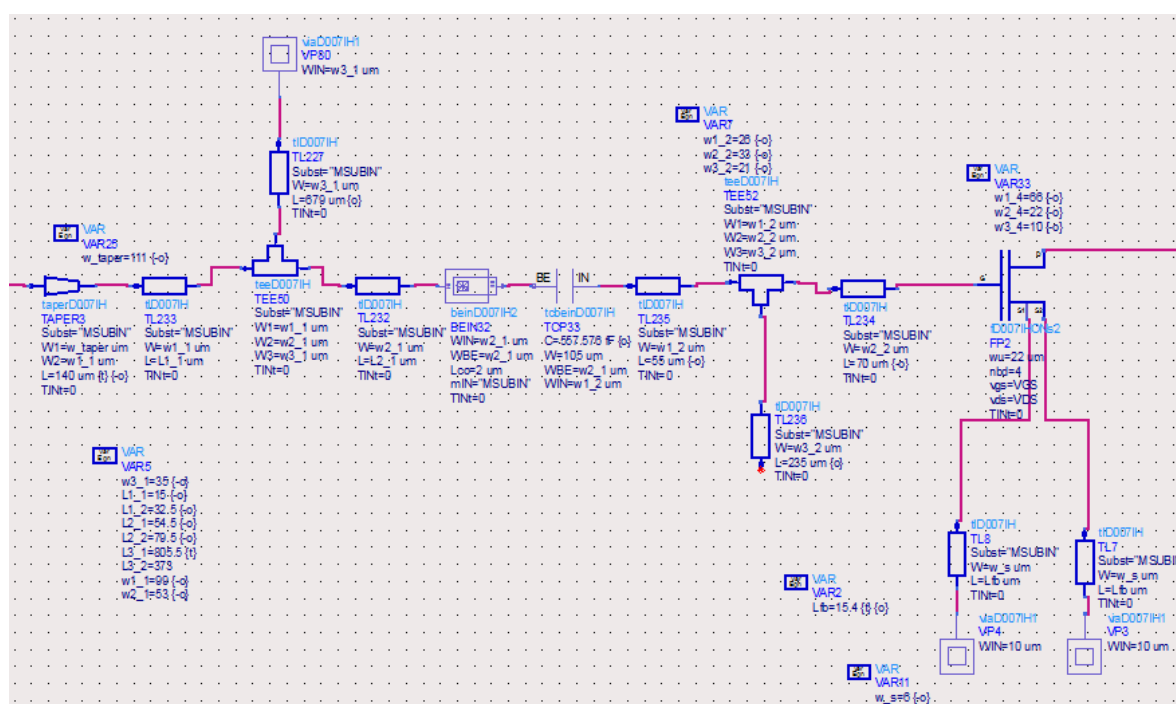 viaD007IH1
VP80
WIN=w3_1 um
tlD007IH
TL227
Subst="MSUBIN"
W=w3_1 um
L=679 um {o}
TINt=0
VAR
VAR7
w1_2=26 {-o}
w2_2=33 {-o}
w3_2=21 {-o}
teeD007IH
TEE52
Subst="MSUBIN"
W1=w1_2 um
W2=w2_2 um
W3=w3_2 um
TINt=0
VAR
VAR33
w1_4=66 {-o}
w2_4=22 {-o}
w3_4=10 {-o}
VAR
VAR26
w_taper=111 {-o}
taperD007IH
TAPER3
Subst="MSUBIN"
W1=w_taper um
W2=w1_1 um
L=140 um {t} {-o}
TINt=0
tlD007IH
TL233
Subst="MSUBIN"
W=w1_1 um
L=L1_1 um
TINt=0
teeD007IH
TEE50
Subst="MSUBIN"
W1=w1_1 um
W2=w2_1 um
W3=w3_1 um
TINt=0
tlD007IH
TL232
Subst="MSUBIN"
W=w2_1 um
L=L2_1 um
TINt=0
beinD007IH2
BEIN32
WIN=w2_1 um
WBE=w2_1 um
Lco=2 um
mIN="MSUBIN"
TINt=0
BE
IN
tcbeinD007IH
TCP33
C=557.576 fF {o}
W=105 um
WBE=w2_1 um
WIN=w1_2 um
tlD007IH
TL235
Subst="MSUBIN"
W=w1_2 um
L=55 um {-o}
TINt=0
tlD007IH
TL234
Subst="MSUBIN"
W=w2_2 um
L=70 um {-o}
TINt=0
G
D
S1
S2
FP2
wu=22 um
nbd=4
vgs=VGS
vds=VDS
TINt=0
tlD007IH
TL236
Subst="MSUBIN"
W=w3_2 um
L=235 um {o}
TINt=0
VAR
VAR5
w3_1=35 {-o}
L1_1=15 {-o}
L1_2=32.5 {-o}
L2_1=54.5 {-o}
L2_2=79.5 {-o}
L3_1=805.5 {t}
L3_2=373
w1_1=99 {-o}
w2_1=53 {-o}
tlD007IH
TL8
Subst="MSUBIN"
W=w_s um
L=Lfb um
TINt=0
tlD007IH
TL7
Subst="MSUBI
W=w_s um
L=Lfb um
TINt=0
VAR
VAR2
Lfb=15.4 {t} {o}
viaD007IH1
VP4
WIN=10 um
viaD007IH1
VP3
WIN=10 um
VAR
VAR11
w_s=6 {-o}